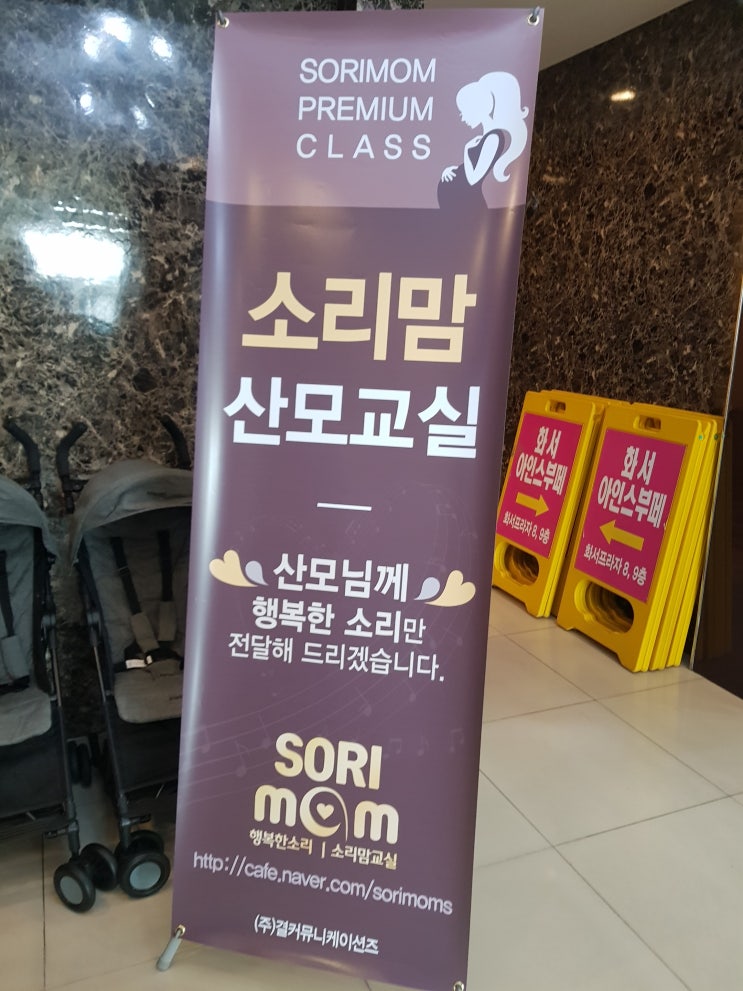 SORIMOM
PREMIUM
CLASS
소리맘
산모교실
산모님께
행복한 소리만
전달해 드리겠습니다.
SORI
mom
행복한소리 | 소리맘교실
http://cafe.naver.com/sorimoms
(주)결커뮤니케이션즈
화서
아인스부페
화서프라자 8, 9층
화서
아인스부페
화서프라자 8, 9층